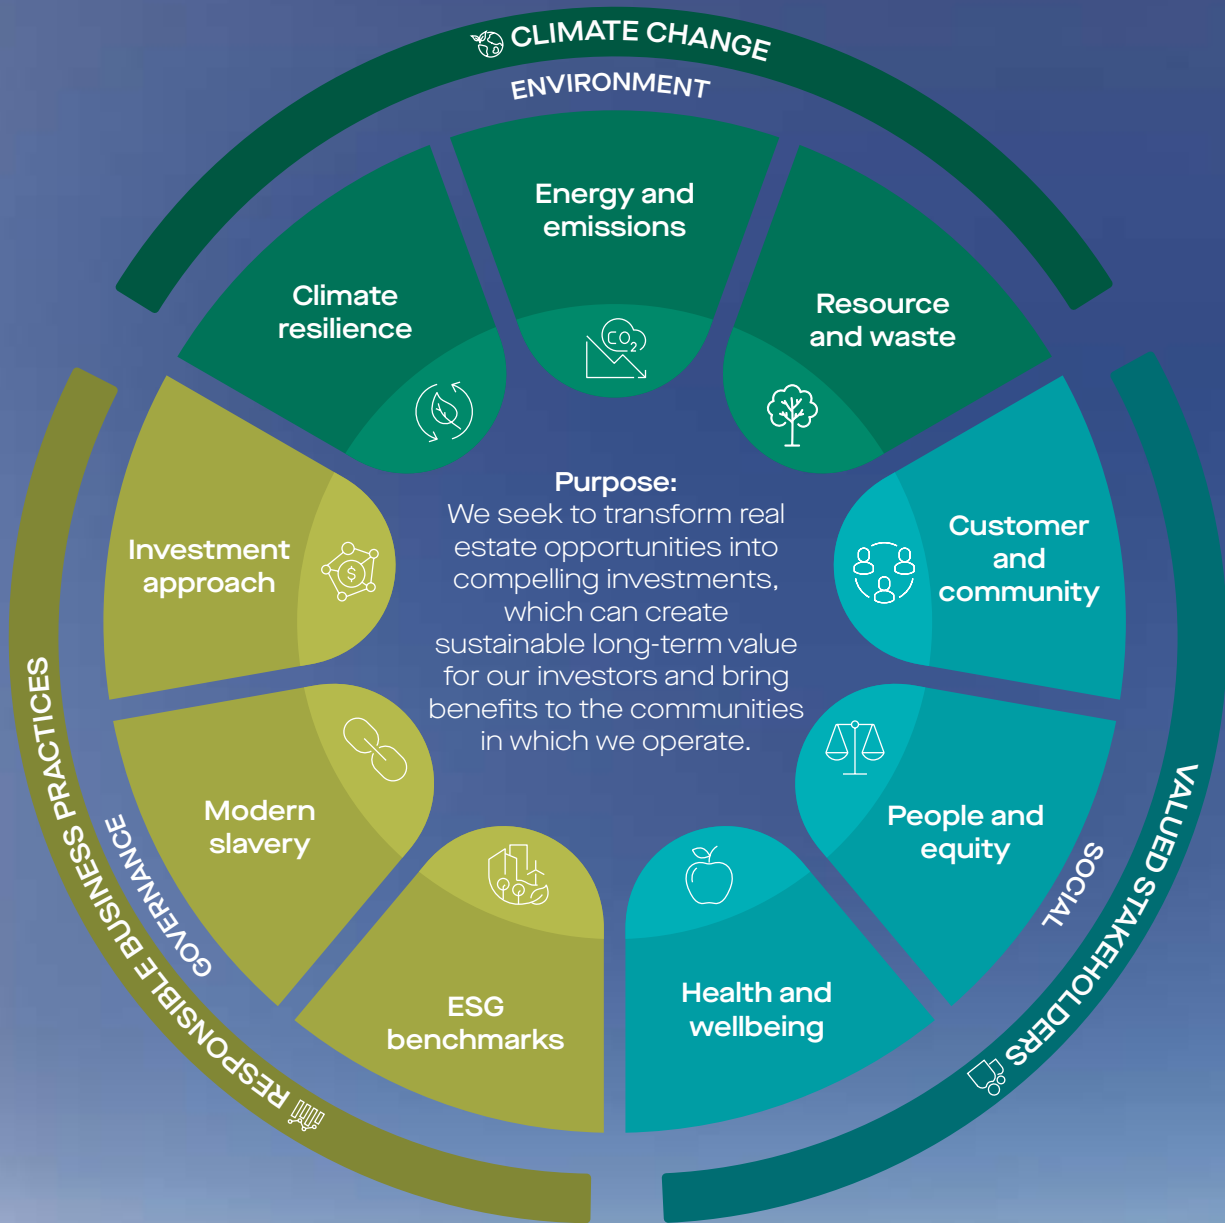 CLIMATE CHANGE
ENVIRONMENT
Energy and
emissions
CO2
Climate
resilience
Resource
and waste
Investment
approach
$
Customer
and
community
Purpose:
We seek to transform real
estate opportunities into
compelling investments,
which can create
sustainable long-term value
for our investors and bring
benefits to the communities
in which we operate.
Modern
slavery
People and
equity
ESG
benchmarks
Health and
wellbeing
GOVERNANCE
RESPONSIBLE BUSINESS PRACTICES
SOCIAL
VALUED STAKEHOLDERS